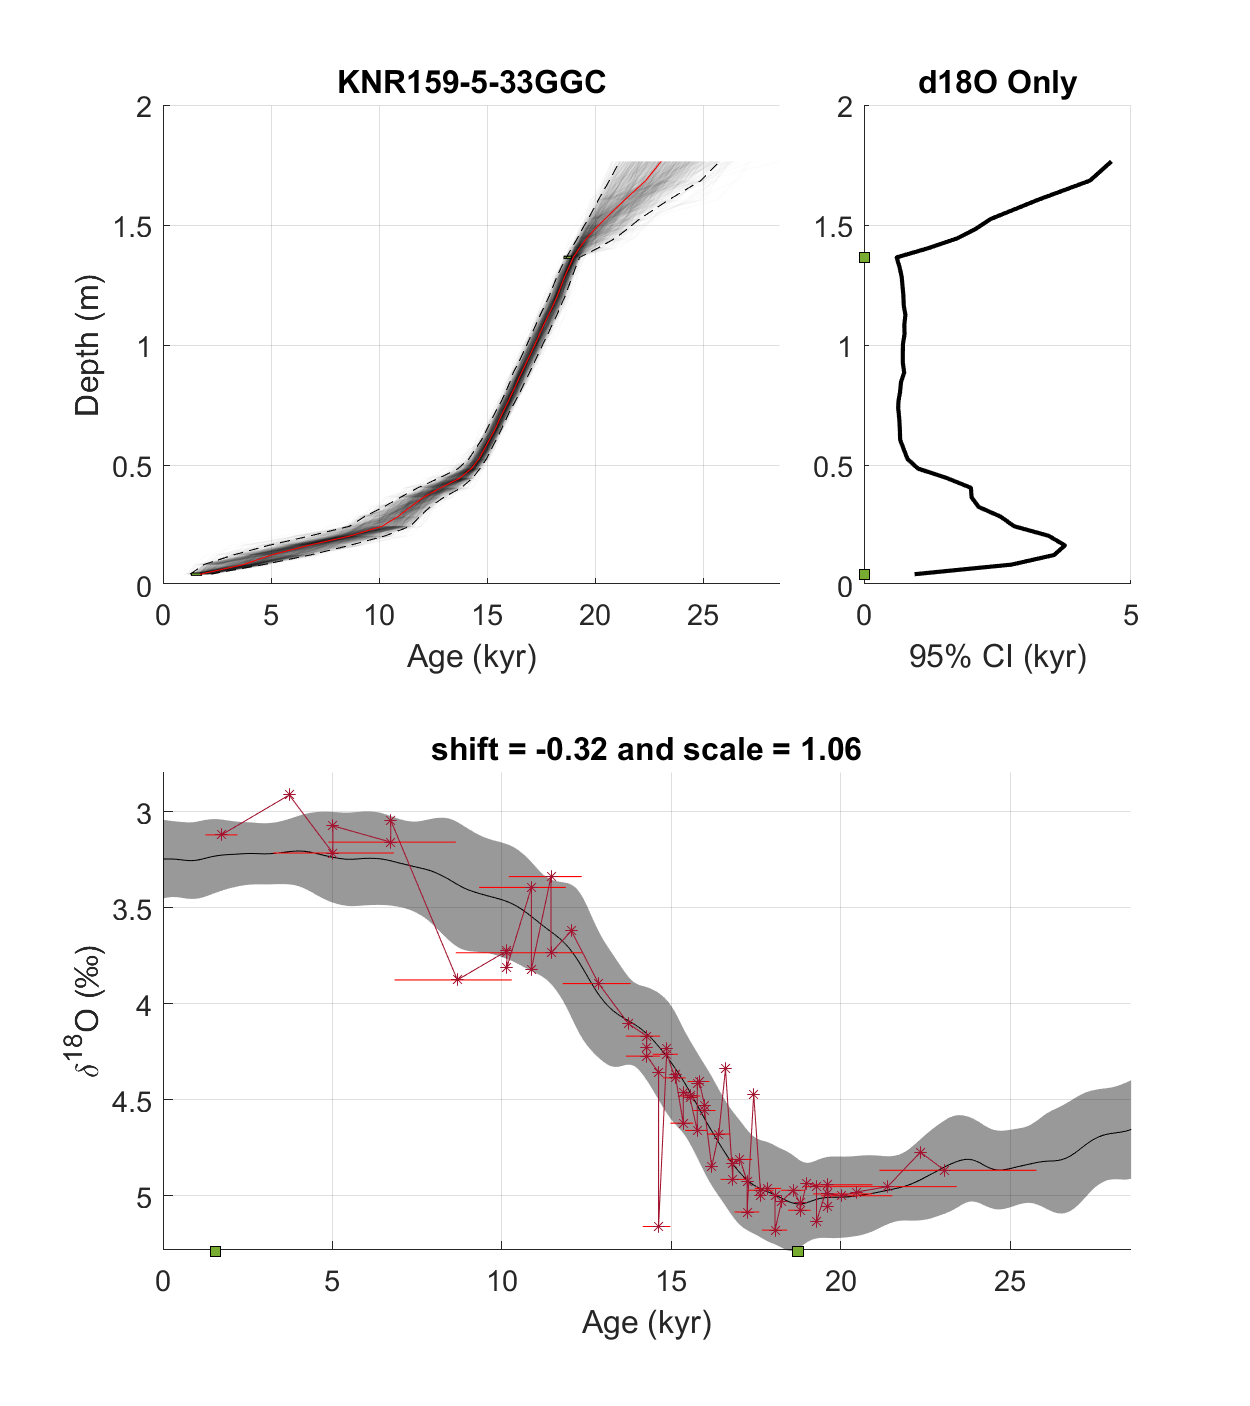 KNR159-5-33GGC
2
1.5
1
0.5
0
Depth (m)
0 5 10 15 20 25
Age (kyr)
d18O Only
2
1.5
1
0.5
0
0 5
95% CI (kyr)
shift = -0.32 and scale = 1.06
3
3.5
4
4.5
5
δ¹⁸O (‰)
0 5 10 15 20 25
Age (kyr)